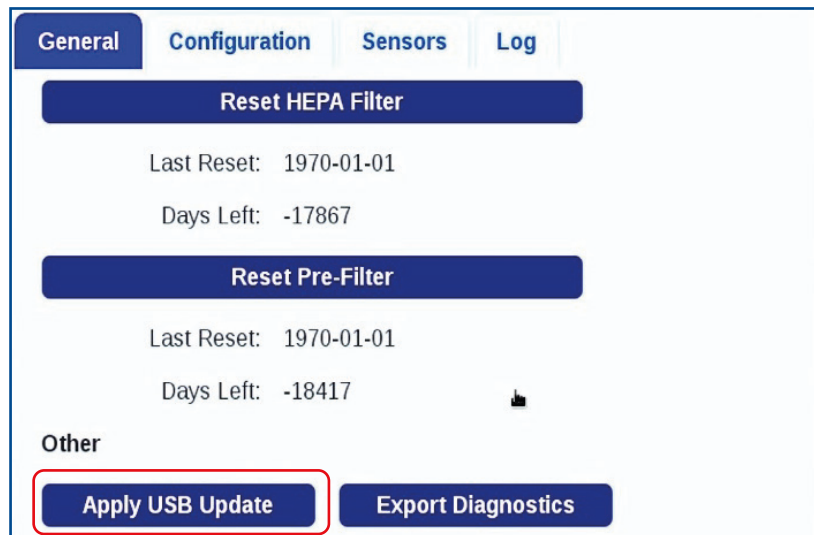 General Configuration Sensors Log
Reset HEPA Filter
Last Reset: 1970-01-01
Days Left: -17867
Reset Pre-Filter
Last Reset: 1970-01-01
Days Left: -18417
Other
Apply USB Update Export Diagnostics